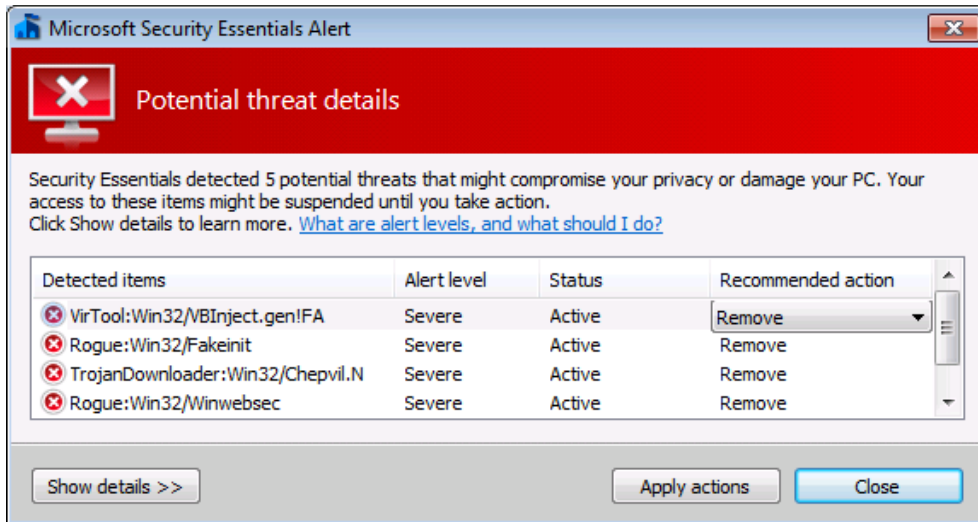 Microsoft Security Essentials Alert
Potential threat details
Security Essentials detected 5 potential threats that might compromise your privacy or damage your PC. Your
access to these items might be suspended until you take action.
Click Show details to learn more. What are alert levels, and what should I do?
Detected items Alert level Status Recommended action
VirTool:Win32/VBInject.gen!FA Severe Active Remove
Rogue:Win32/Fakeinit Severe Active Remove
TrojanDownloader:Win32/Chepvil.N Severe Active Remove
Rogue:Win32/Winwebsec Severe Active Remove
Show details >> Apply actions Close